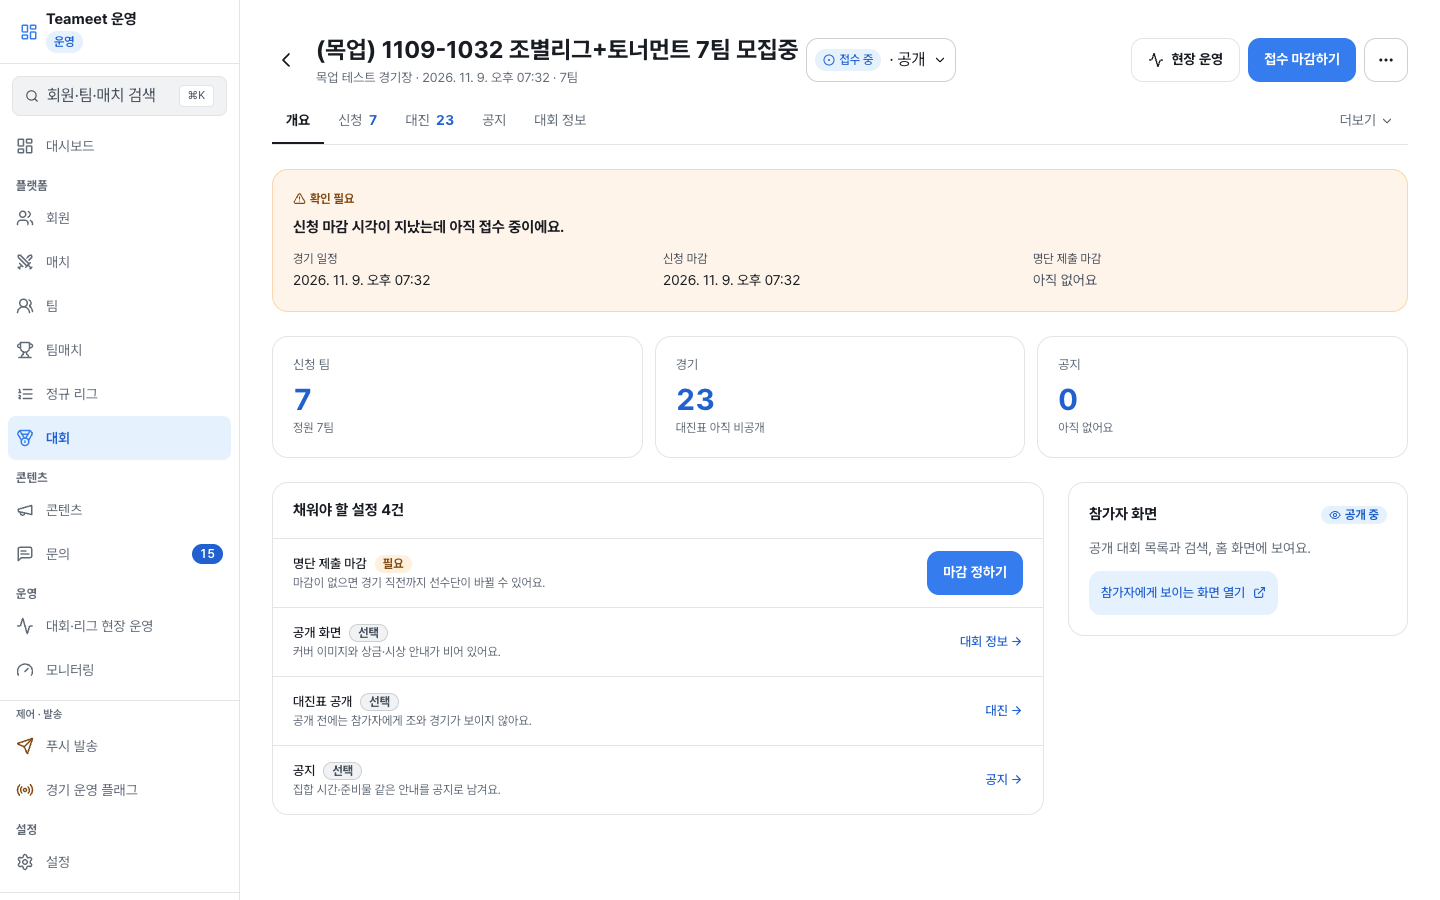 Teameet 운영
운영
회원·팀·매치 검색 ⌘K
대시보드
플랫폼
회원
매치
팀
팀매치
정규 리그
대회
콘텐츠
콘텐츠
문의 15
운영
대회·리그 현장 운영
모니터링
제어 · 발송
푸시 발송
경기 운영 플래그
설정
설정
(목업) 1109-1032 조별리그+토너먼트 7팀 모집중
접수 중 · 공개
목업 테스트 경기장 · 2026. 11. 9. 오후 07:32 · 7팀
현장 운영
접수 마감하기
개요 신청 7 대진 23 공지 대회 정보 더보기
확인 필요
신청 마감 시각이 지났는데 아직 접수 중이에요.
경기 일정 신청 마감 명단 제출 마감
2026. 11. 9. 오후 07:32 2026. 11. 9. 오후 07:32 아직 없어요
신청 팀
7
정원 7팀
경기
23
대진표 아직 비공개
공지
0
아직 없어요
채워야 할 설정 4건
명단 제출 마감 필요
마감이 없으면 경기 직전까지 선수단이 바뀔 수 있어요.
마감 정하기
공개 화면 선택
커버 이미지와 상금·시상 안내가 비어 있어요.
대회 정보 →
대진표 공개 선택
공개 전에는 참가자에게 조와 경기가 보이지 않아요.
대진 →
공지 선택
집합 시간·준비물 같은 안내를 공지로 남겨요.
공지 →
참가자 화면 공개 중
공개 대회 목록과 검색, 홈 화면에 보여요.
참가자에게 보이는 화면 열기